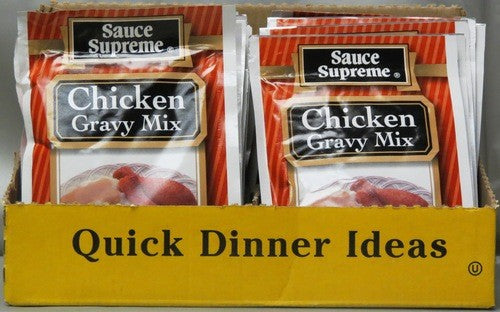 Sauce
Supreme®
Chicken
Gravy Mix
Sauce
Supreme®
Chicken
Gravy Mix
Quick Dinner Ideas
U